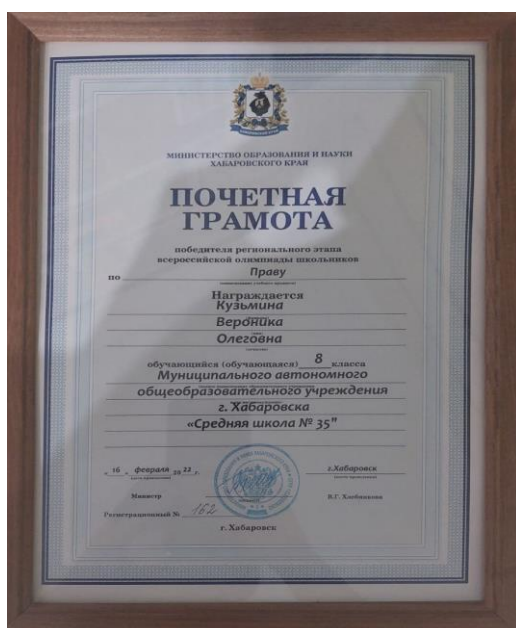 МИНИСТЕРСТВО ОБРАЗОВАНИЯ И НАУКИ
ХАБАРОВСКОГО КРАЯ
ПОЧЕТНАЯ
ГРАМОТА
победителя регионального этапа
всероссийской олимпиады школьников
по Праву
Награждается
Кузьмина
Вероника
Олеговна
обучающийся (обучающаяся) 8 класса
Муниципального автономного
общеобразовательного учреждения
г. Хабаровска
«Средняя школа № 35"
" 16 " февраля 20 22 г. г.Хабаровск
Министр В.Г. Хлебникова
Регистрационный № 162
г. Хабаровск